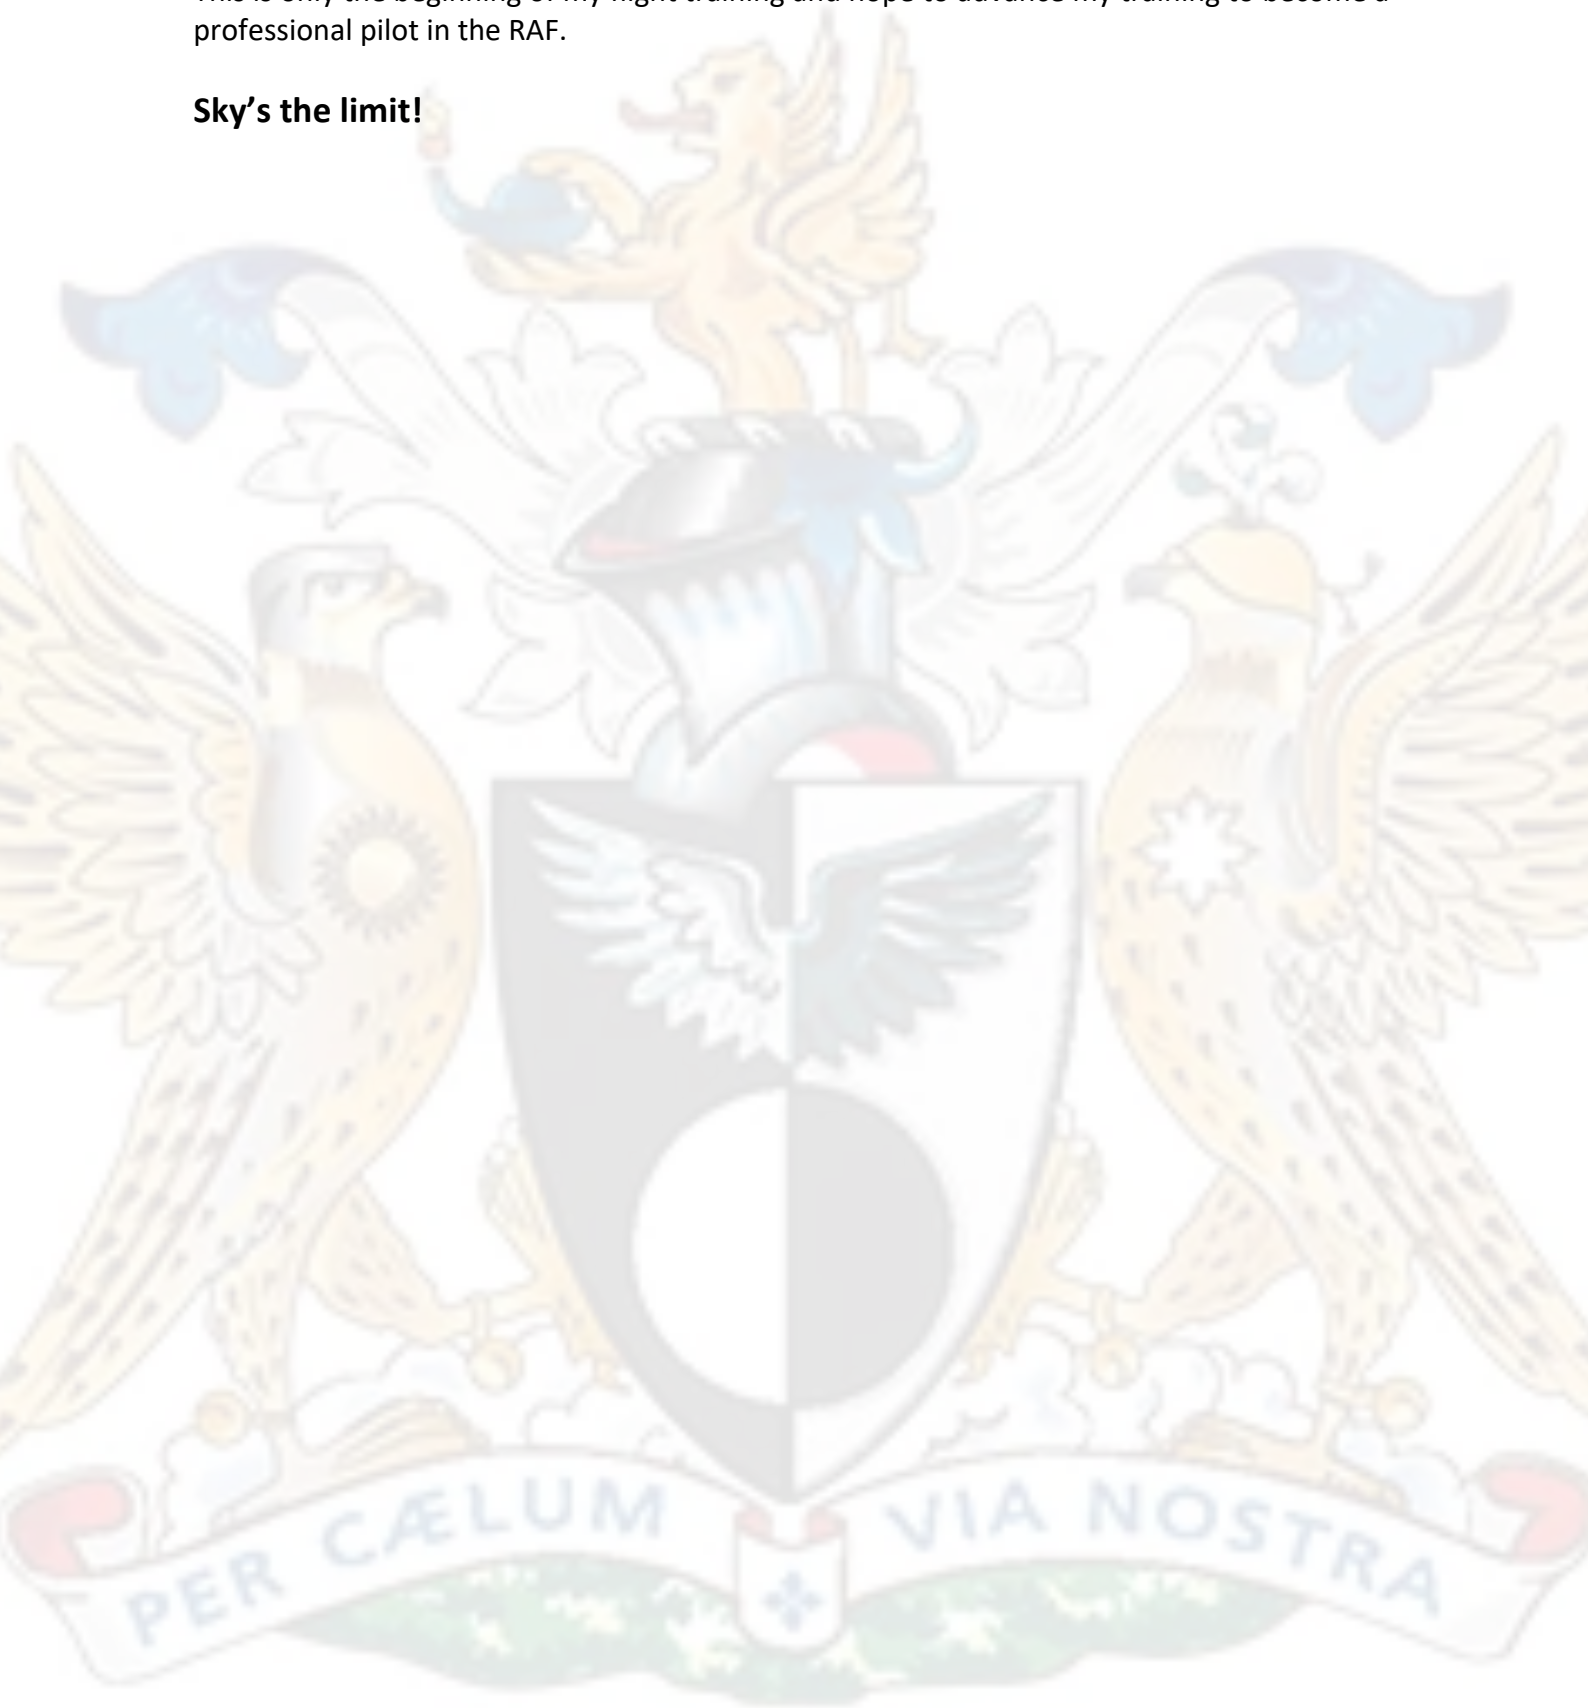 This is only the beginning of my flight training and hope to advance my training to become a
professional pilot in the RAF.
Sky’s the limit!
PER CÆLUM VIA NOSTRA